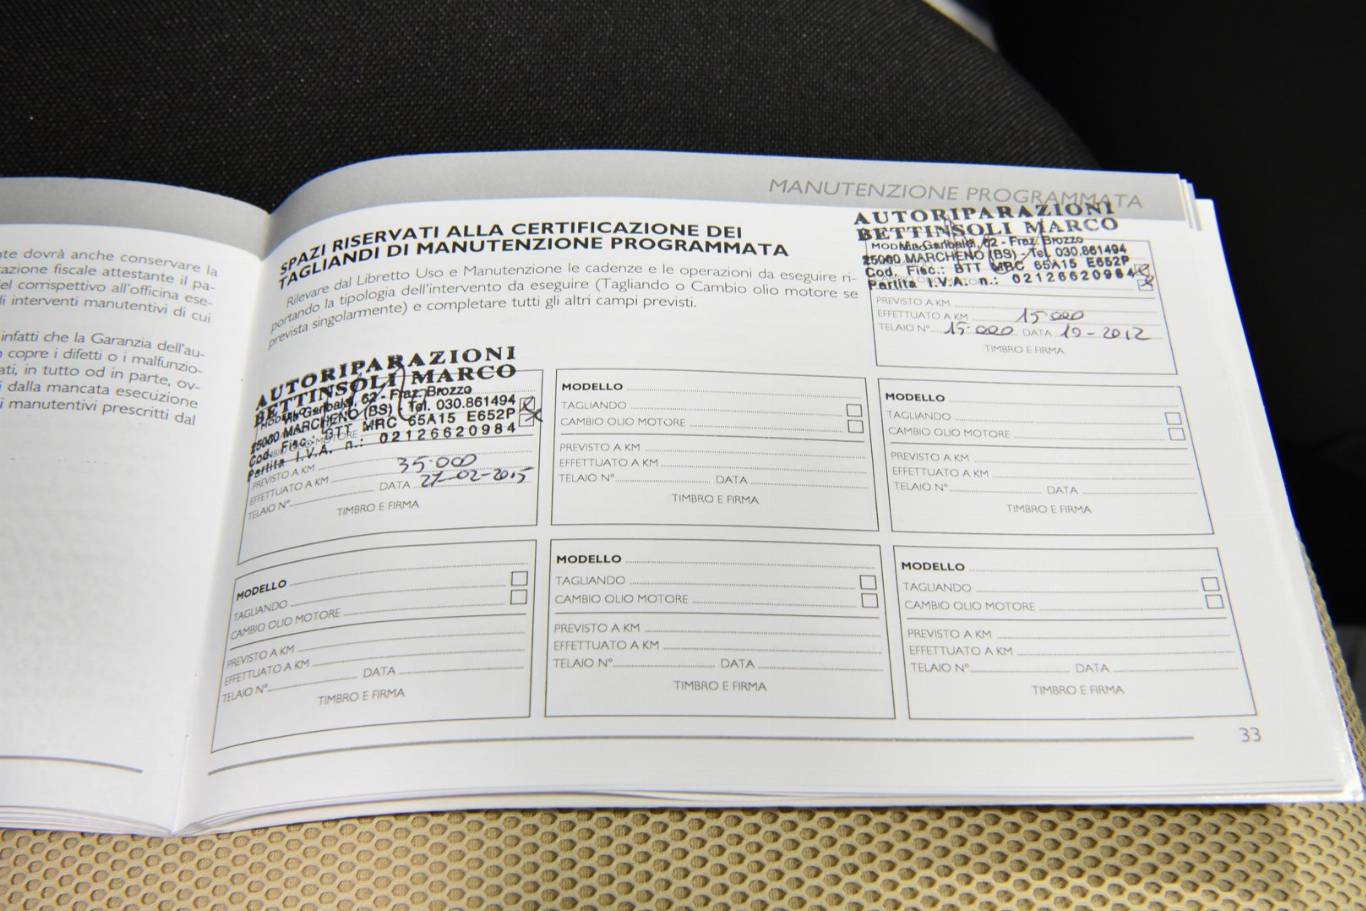 nte dovrà anche conservare la
azione fiscale attestante il pa-
el corrispettivo all'officina ese-
li interventi manutentivi di cui
infatti che la Garanzia dell'au-
n copre i difetti o i malfunzio-
ati, in tutto od in parte, ov-
i dalla mancata esecuzione
i manutentivi prescritti dal
MANUTENZIONE PROGRAMMATA
SPAZI RISERVATI ALLA CERTIFICAZIONE DEI
TAGLIANDI DI MANUTENZIONE PROGRAMMATA
Rilevare dal Libretto Uso e Manutenzione le cadenze e le operazioni da eseguire ri-
portando la tipologia dell'intervento da eseguire (Tagliando o Cambio olio motore se
prevista singolarmente) e completare tutti gli altri campi previsti.
AUTORIPARAZIONI
BETTINSOLI MARCO
Via Garibaldi, 62 - Fraz. Brozzo
25060 MARCHENO (BS) - Tel. 030.861494
Cod. Fisc.: BTT MRC 65A15 E652P
Partita I.V.A. n.: 02126620984
PREVISTO A KM
EFFETTUATO A KM 15.000
TELAIO N° 15.000 DATA 10-2012
TIMBRO E FIRMA
AUTORIPARAZIONI
BETTINSOLI MARCO
Via Garibaldi, 62 - Fraz. Brozzo
25060 MARCHENO (BS) Tel. 030.861494
Cod. Fisc.: BTT MRC 65A15 E652P
Partita I.V.A. n.: 02126620984
PREVISTO A KM
EFFETTUATO A KM 35.000
TELAIO N° DATA 27-02-2015
TIMBRO E FIRMA
MODELLO
TAGLIANDO
CAMBIO OLIO MOTORE
PREVISTO A KM
EFFETTUATO A KM
TELAIO N° DATA
TIMBRO E FIRMA
MODELLO
TAGLIANDO
CAMBIO OLIO MOTORE
PREVISTO A KM
EFFETTUATO A KM
TELAIO N° DATA
TIMBRO E FIRMA
MODELLO
TAGLIANDO
CAMBIO OLIO MOTORE
PREVISTO A KM
EFFETTUATO A KM
TELAIO N° DATA
TIMBRO E FIRMA
MODELLO
TAGLIANDO
CAMBIO OLIO MOTORE
PREVISTO A KM
EFFETTUATO A KM
TELAIO N° DATA
TIMBRO E FIRMA
MODELLO
TAGLIANDO
CAMBIO OLIO MOTORE
PREVISTO A KM
EFFETTUATO A KM
TELAIO N° DATA
TIMBRO E FIRMA
33